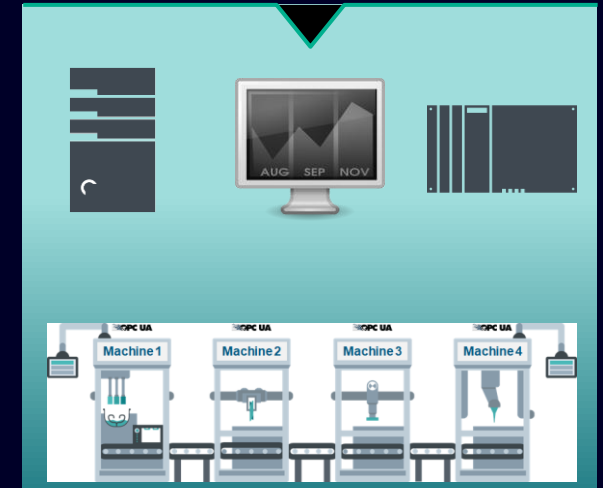 AUG SEP NOV
OPC UA OPC UA OPC UA OPC UA
Machine1 Machine2 Machine3 Machine4